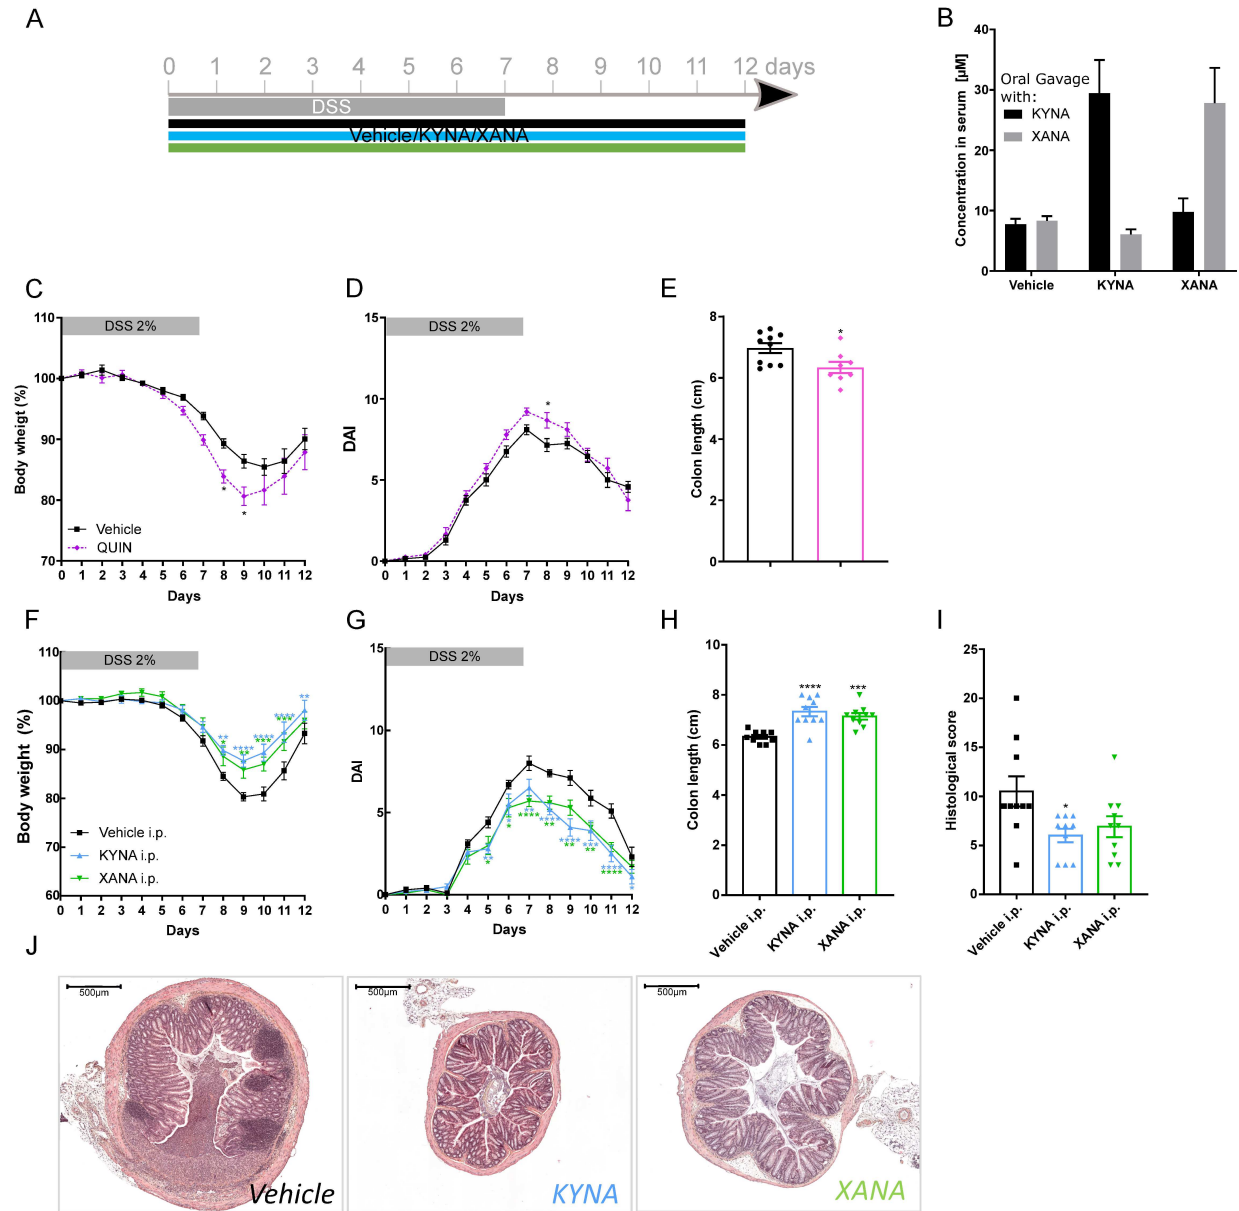 A
0 1 2 3 4 5 6 7 8 9 10 11 12 days
DSS
Vehicle/KYNA/XANA
B
Concentration in serum [µM]
40
30
20
10
0
Oral Gavage
with:
KYNA
XANA
Vehicle KYNA XANA
C
Body wheigt (%)
110
100
90
80
70
DSS 2%
* *
Vehicle
QUIN
0 1 2 3 4 5 6 7 8 9 10 11 12
Days
D
DAI
15
10
5
0
DSS 2%
*
0 1 2 3 4 5 6 7 8 9 10 11 12
Days
E
Colon length (cm)
8
6
4
2
0
*
F
Body weight (%)
110
100
90
80
70
60
DSS 2%
** **** **** **** **
* ** *** ***
Vehicle i.p.
KYNA i.p.
XANA i.p.
0 1 2 3 4 5 6 7 8 9 10 11 12
Days
G
DAI
15
10
5
0
DSS 2%
** * ** **** **** *** **** *
* * **** ** ** ** ****
0 1 2 3 4 5 6 7 8 9 10 11 12
Days
H
Colon length (cm)
10
8
6
4
2
0
**** ***
Vehicle i.p. KYNA i.p. XANA i.p.
I
Histological score
25
20
15
10
5
0
*
Vehicle i.p. KYNA i.p. XANA i.p.
J
500µm
Vehicle
500µm
KYNA
500µm
XANA